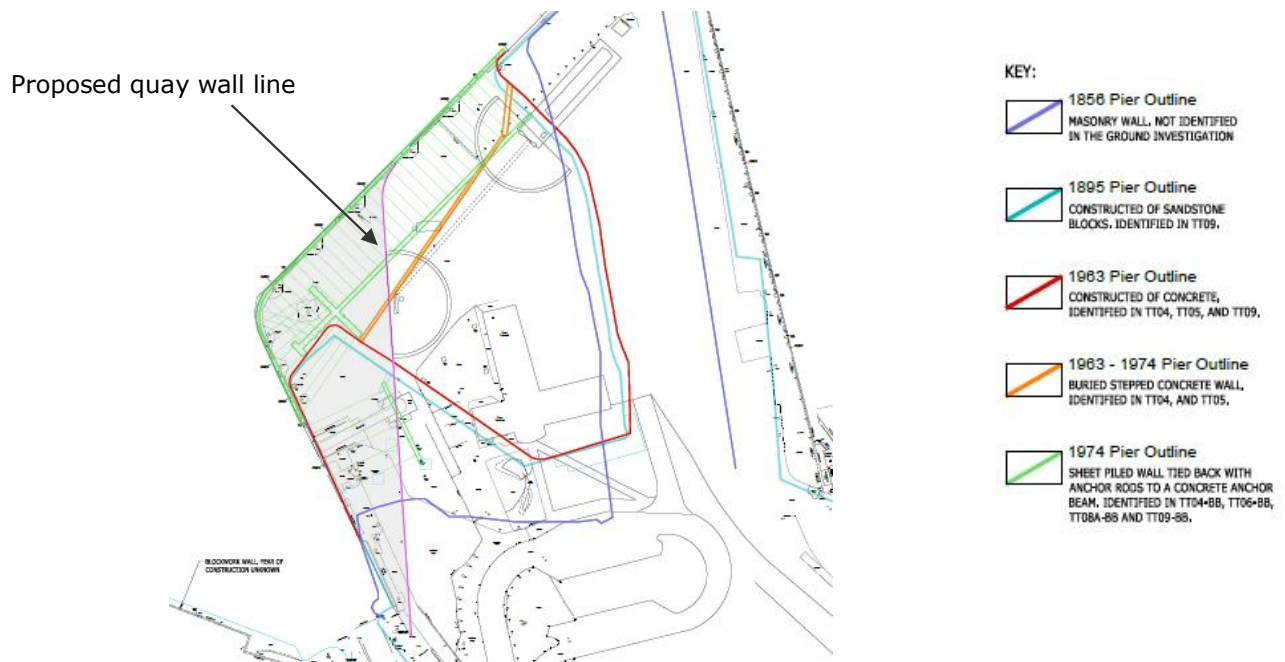 Proposed quay wall line
BLOCKWORK WALL, YEAR OF
CONSTRUCTION UNKNOWN
KEY:
1856 Pier Outline
MASONRY WALL. NOT IDENTIFIED
IN THE GROUND INVESTIGATION
1895 Pier Outline
CONSTRUCTED OF SANDSTONE
BLOCKS. IDENTIFIED IN TT09.
1963 Pier Outline
CONSTRUCTED OF CONCRETE,
IDENTIFIED IN TT04, TT05, AND TT09.
1963 - 1974 Pier Outline
BURIED STEPPED CONCRETE WALL.
IDENTIFIED IN TT04, AND TT05.
1974 Pier Outline
SHEET PILED WALL TIED BACK WITH
ANCHOR RODS TO A CONCRETE ANCHOR
BEAM. IDENTIFIED IN TT04-BB, TT06-BB,
TT08A-BB AND TT09-BB.